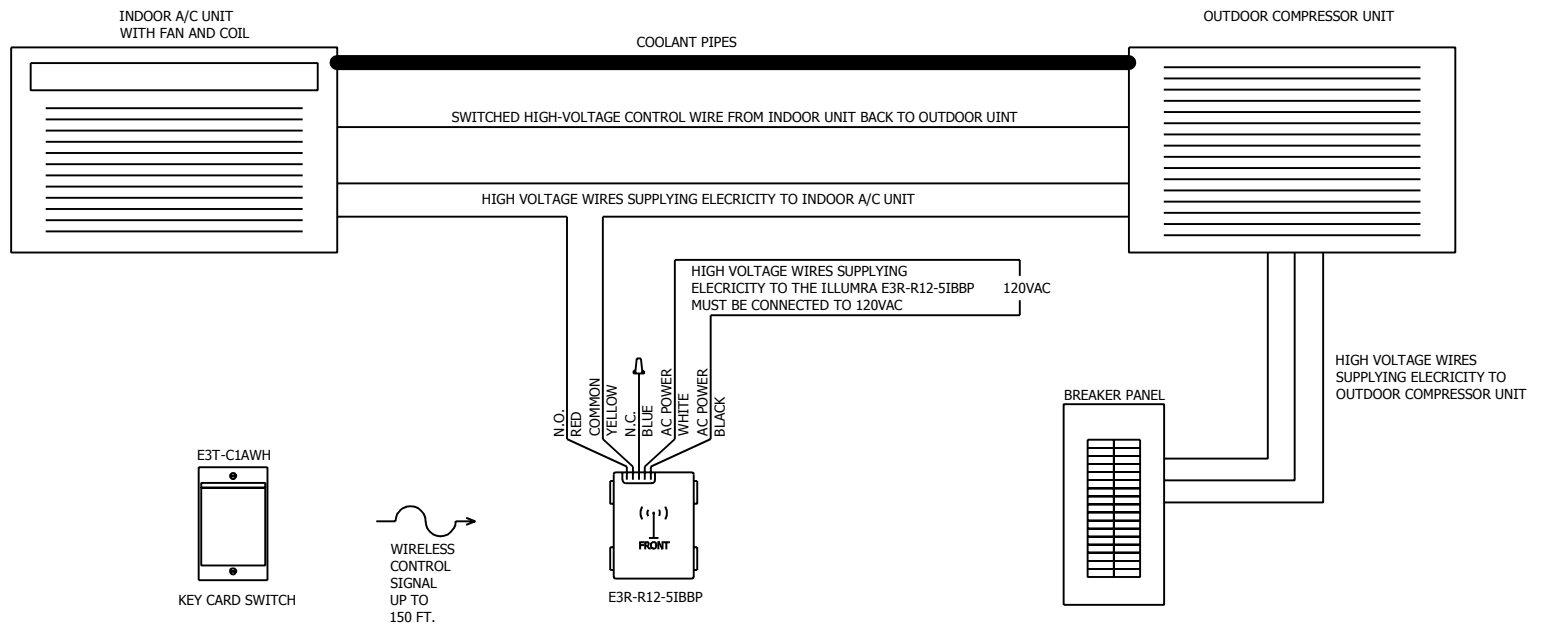 INDOOR A/C UNIT
WITH FAN AND COIL
OUTDOOR COMPRESSOR UNIT
COOLANT PIPES
SWITCHED HIGH-VOLTAGE CONTROL WIRE FROM INDOOR UNIT BACK TO OUTDOOR UINT
HIGH VOLTAGE WIRES SUPPLYING ELECRICITY TO INDOOR A/C UNIT
HIGH VOLTAGE WIRES SUPPLYING
ELECRICITY TO THE ILLUMRA E3R-R12-5IBBP
MUST BE CONNECTED TO 120VAC
120VAC
N.O.
RED
COMMON
YELLOW
N.C.
BLUE
AC POWER
WHITE
AC POWER
BLACK
HIGH VOLTAGE WIRES
SUPPLYING ELECRICITY TO
OUTDOOR COMPRESSOR UNIT
BREAKER PANEL
E3T-C1AWH
KEY CARD SWITCH
WIRELESS
CONTROL
SIGNAL
UP TO
150 FT.
FRONT
E3R-R12-5IBBP